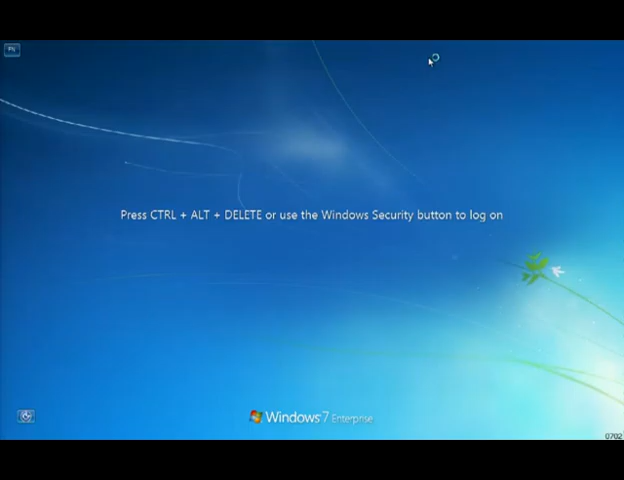 Press CTRL + ALT + DELETE or use the Windows Security button to log on
Windows 7 Enterprise
0702